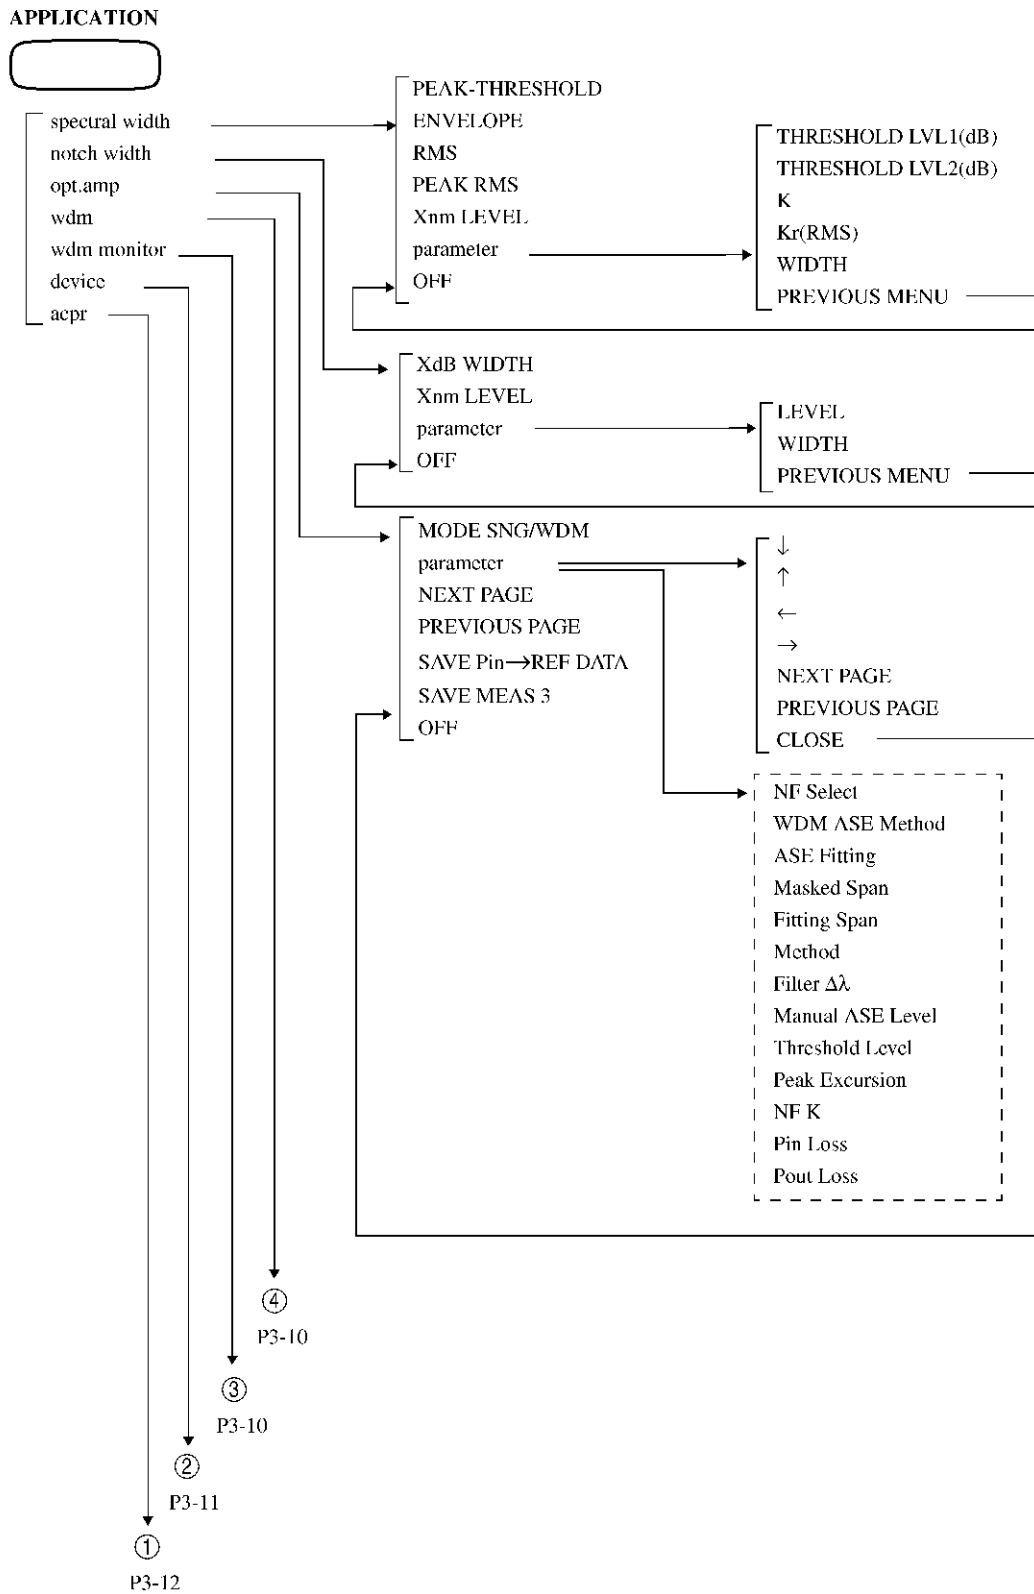 APPLICATION
spectral width
notch width
opt.amp
wdm
wdm monitor
device
acpr
PEAK-THRESHOLD
ENVELOPE
RMS
PEAK RMS
Xnm LEVEL
parameter
OFF
THRESHOLD LVL1(dB)
THRESHOLD LVL2(dB)
K
Kr(RMS)
WIDTH
PREVIOUS MENU
XdB WIDTH
Xnm LEVEL
parameter
OFF
LEVEL
WIDTH
PREVIOUS MENU
MODE SNG/WDM
parameter
NEXT PAGE
PREVIOUS PAGE
SAVE Pin→REF DATA
SAVE MEAS 3
OFF
↓
↑
←
→
NEXT PAGE
PREVIOUS PAGE
CLOSE
NF Select
WDM ASE Method
ASE Fitting
Masked Span
Fitting Span
Method
Filter Δλ
Manual ASE Level
Threshold Level
Peak Excursion
NF K
Pin Loss
Pout Loss
④
P3-10
③
P3-10
②
P3-11
①
P3-12